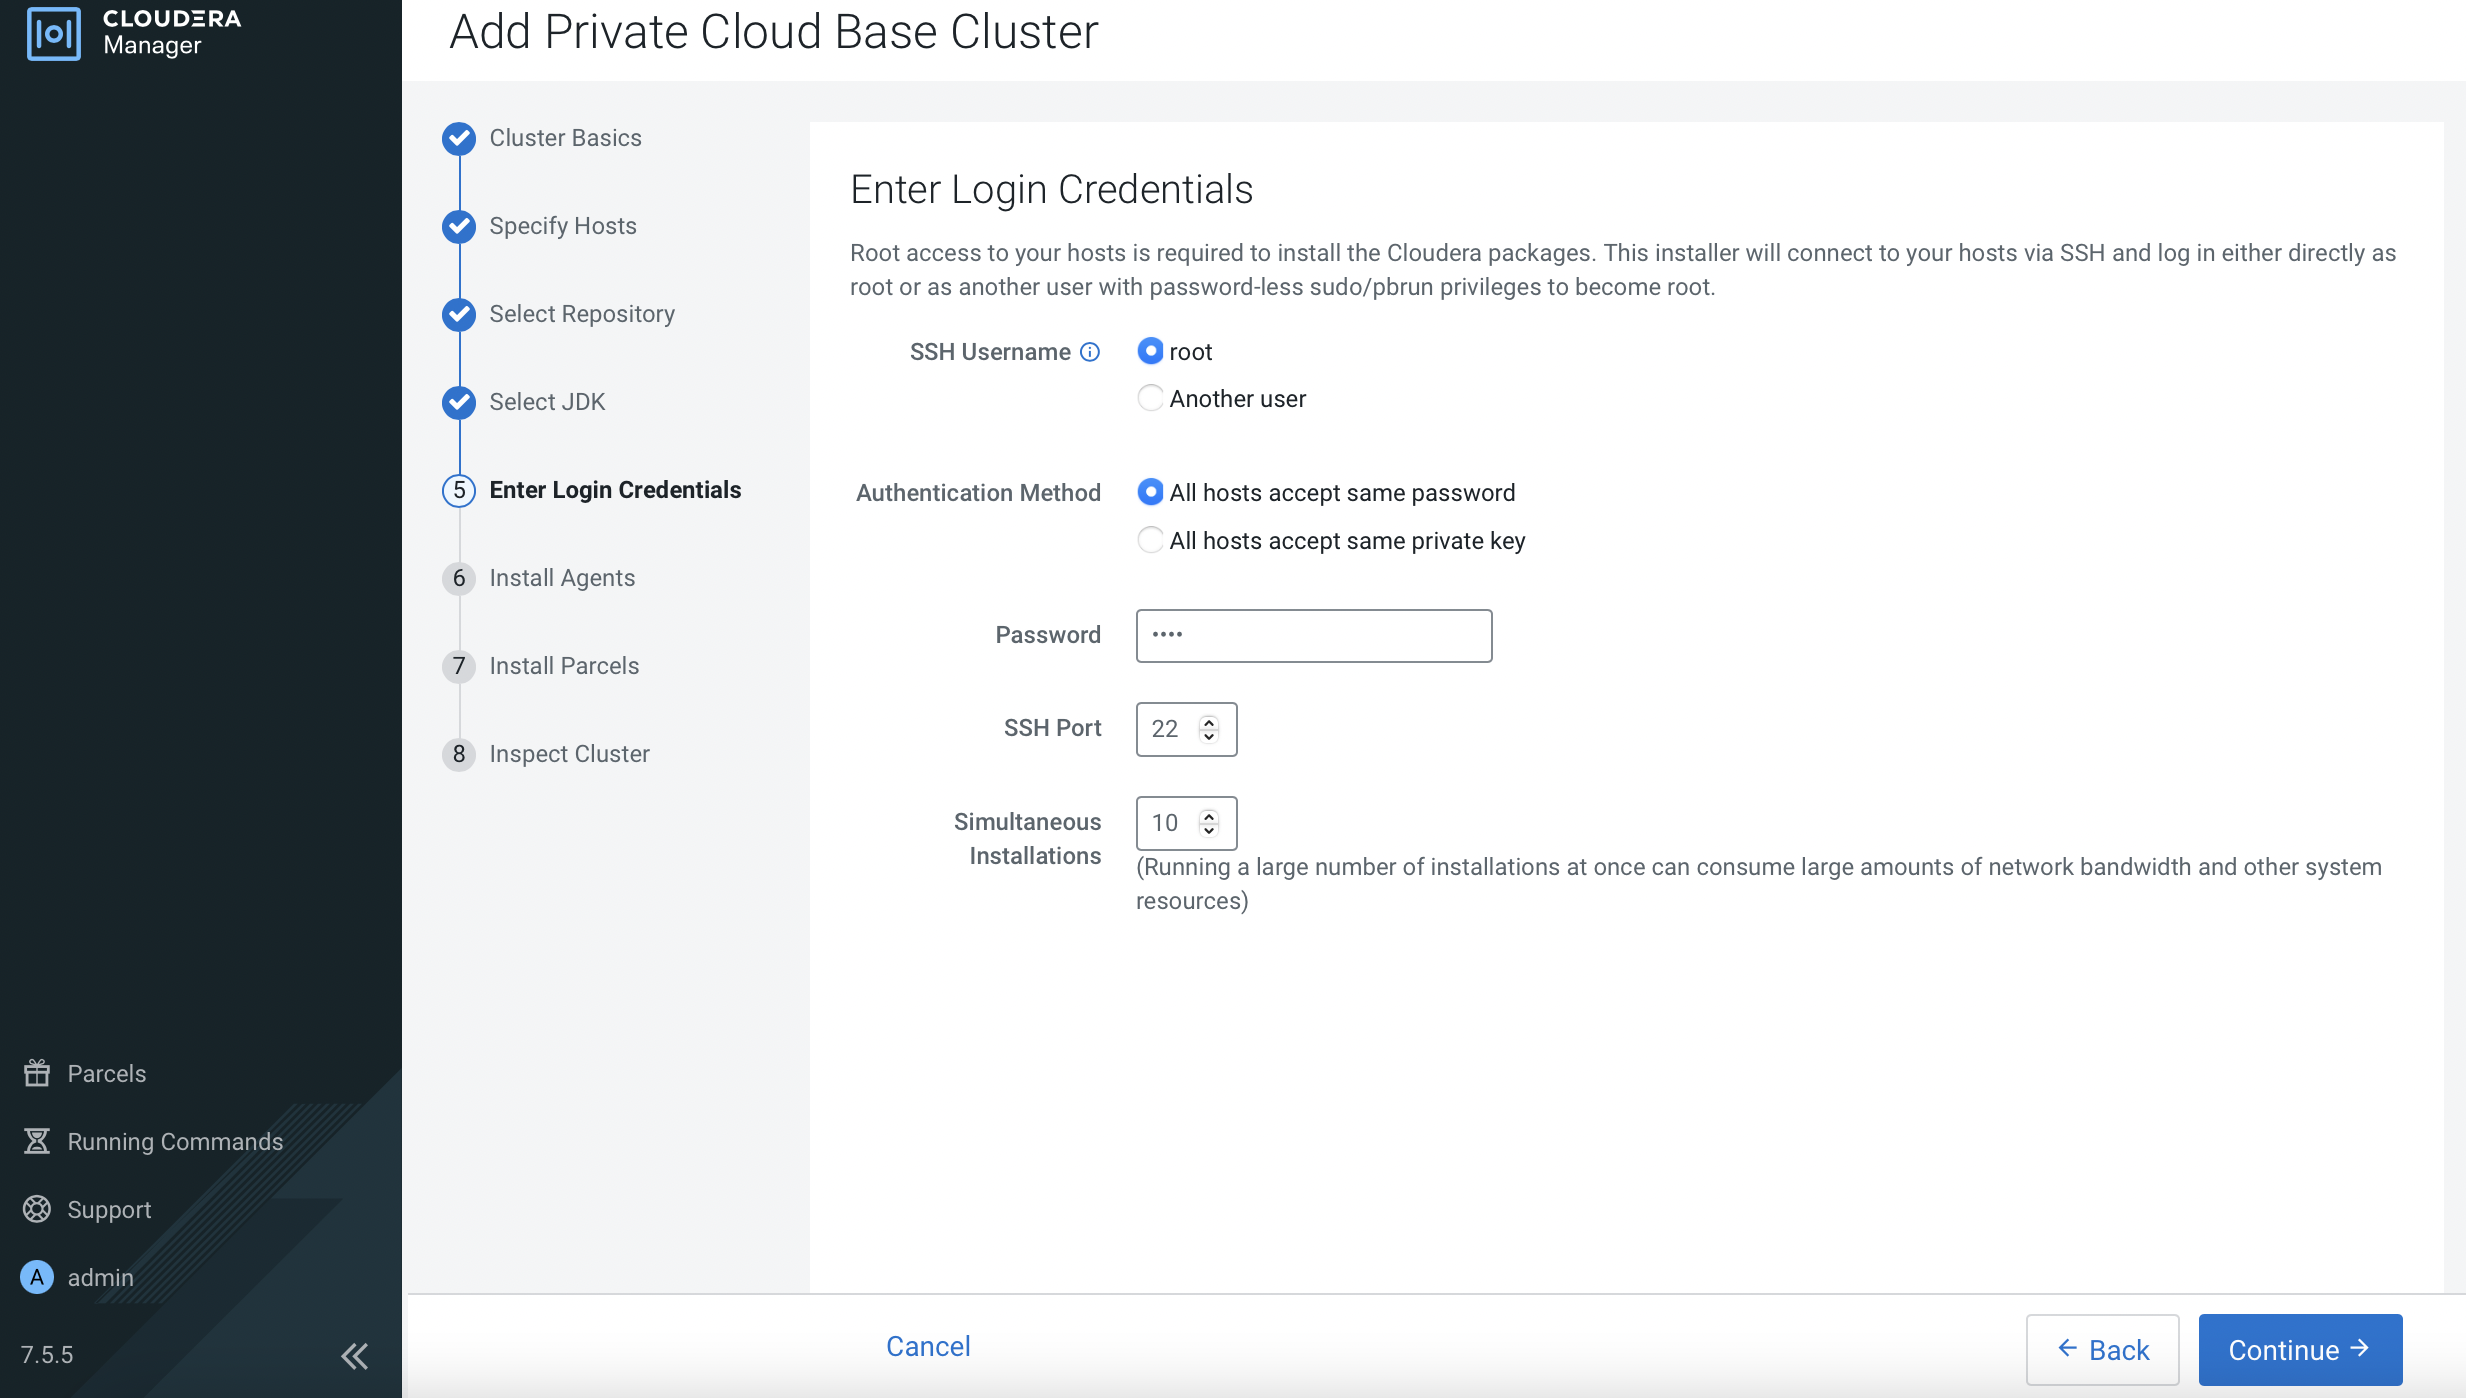 CLOUDERA
Manager
Add Private Cloud Base Cluster
Cluster Basics
Specify Hosts
Select Repository
Select JDK
5 Enter Login Credentials
6 Install Agents
7 Install Parcels
8 Inspect Cluster
Enter Login Credentials
Root access to your hosts is required to install the Cloudera packages. This installer will connect to your hosts via SSH and log in either directly as
root or as another user with password-less sudo/pbrun privileges to become root.
SSH Username root
Another user
Authentication Method All hosts accept same password
All hosts accept same private key
Password ••••
SSH Port 22
Simultaneous 10
Installations
(Running a large number of installations at once can consume large amounts of network bandwidth and other system
resources)
Parcels
Running Commands
Support
A admin
7.5.5
Cancel
← Back
Continue →